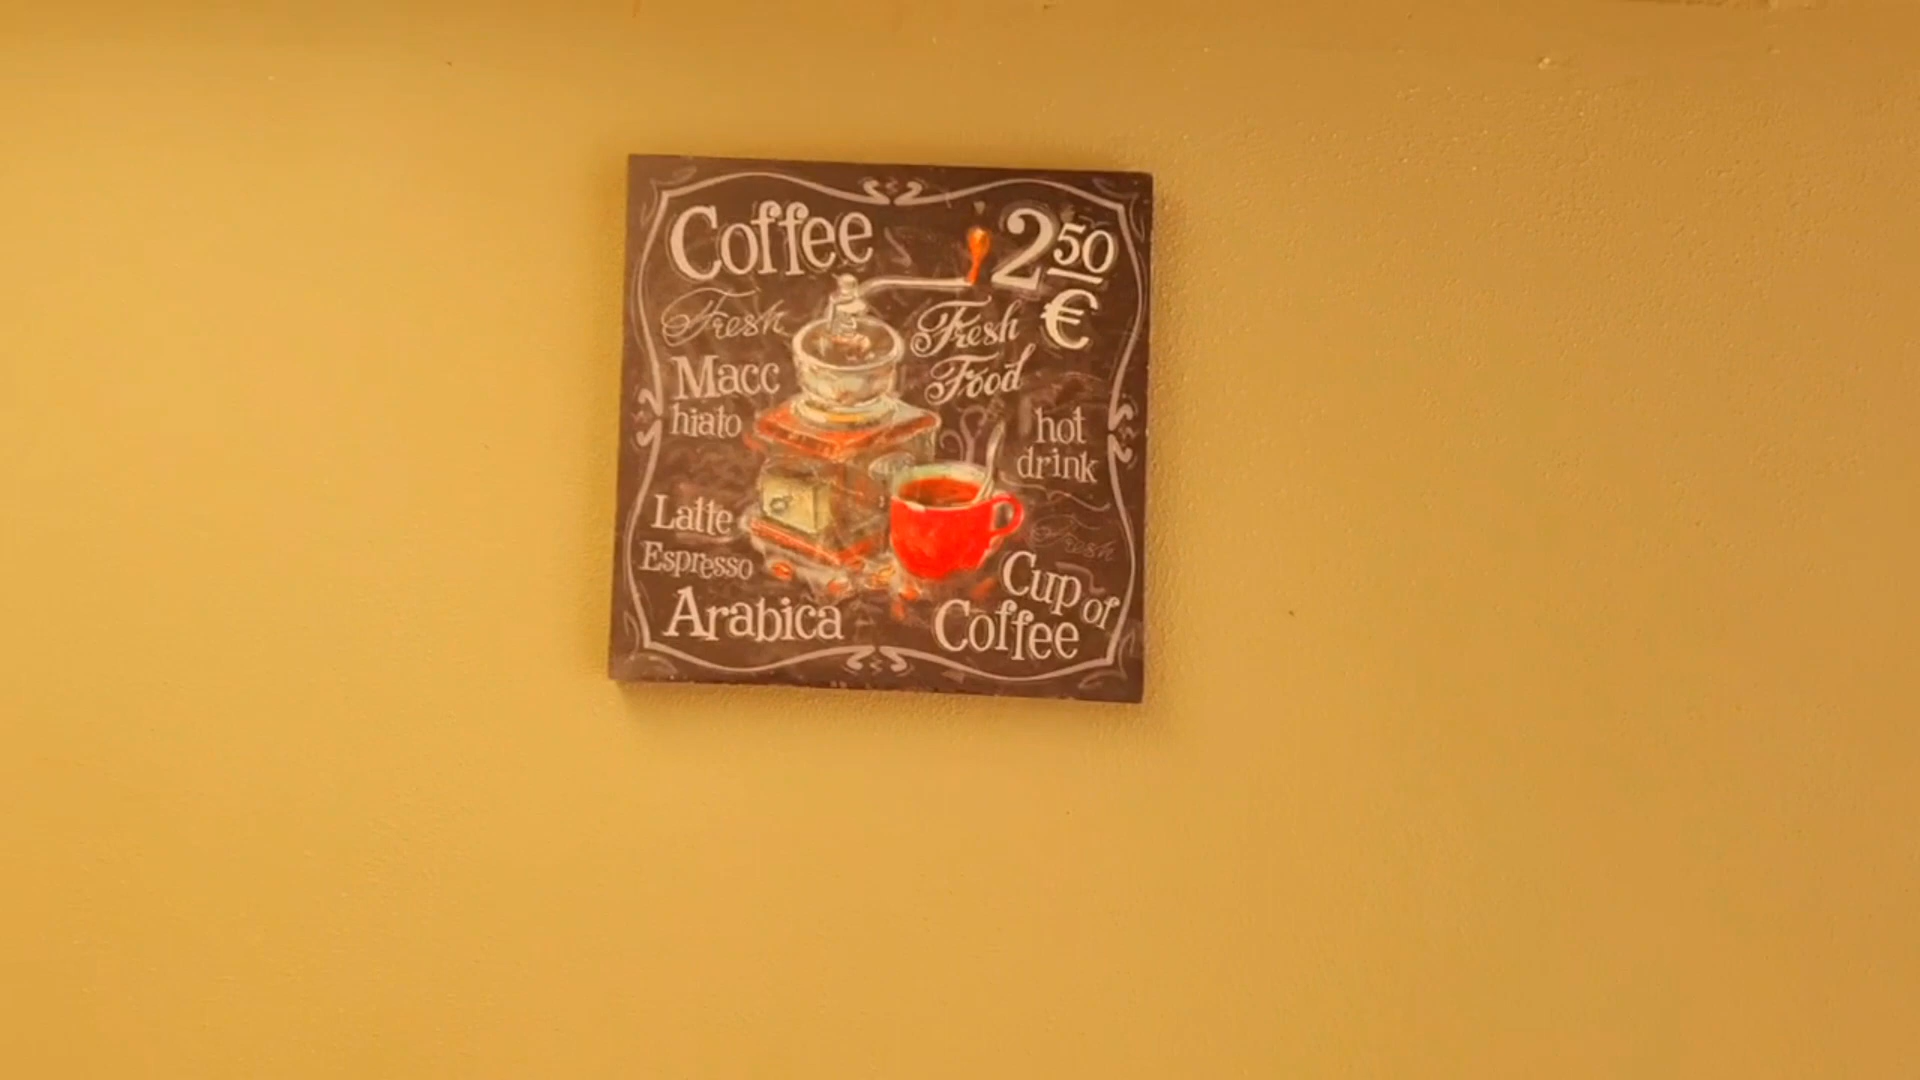 Coffee
2 50
€
Fresh
Fresh
Food
Macc
hiato
hot
drink
Latte
Fresh
Espresso
Cup of
Coffee
Arabica